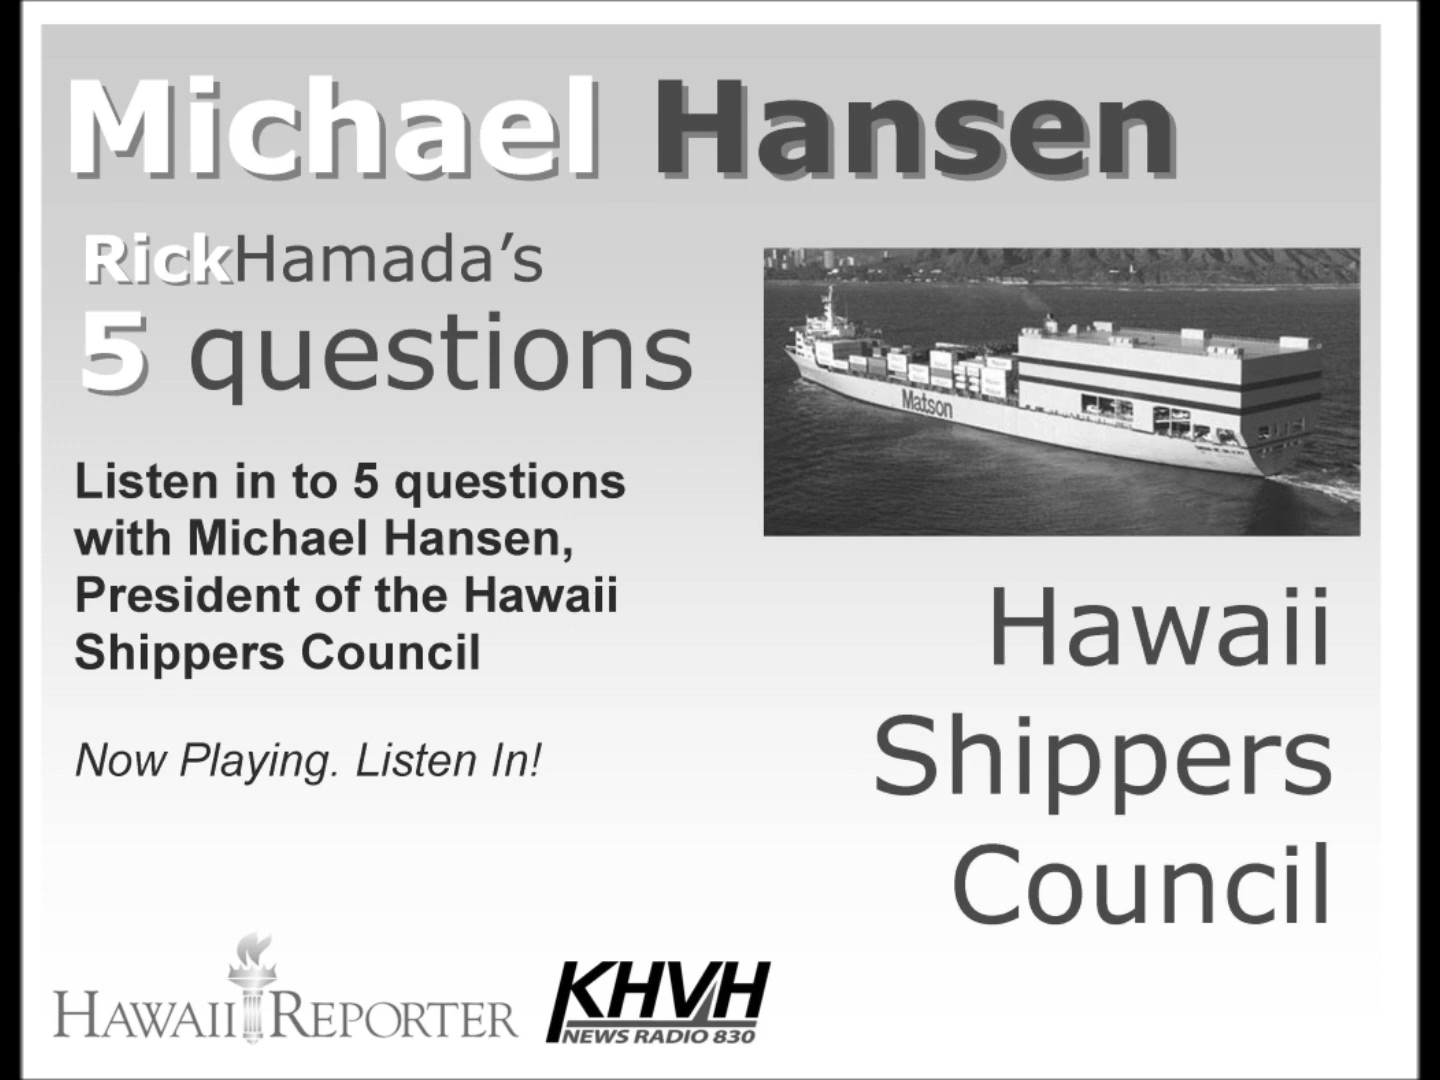 Michael Hansen
RickHamada’s
5 questions
Matson
Listen in to 5 questions
with Michael Hansen,
President of the Hawaii
Shippers Council
Now Playing. Listen In!
Hawaii
Shippers
Council
HAWAII REPORTER
KHVH
NEWS RADIO 830